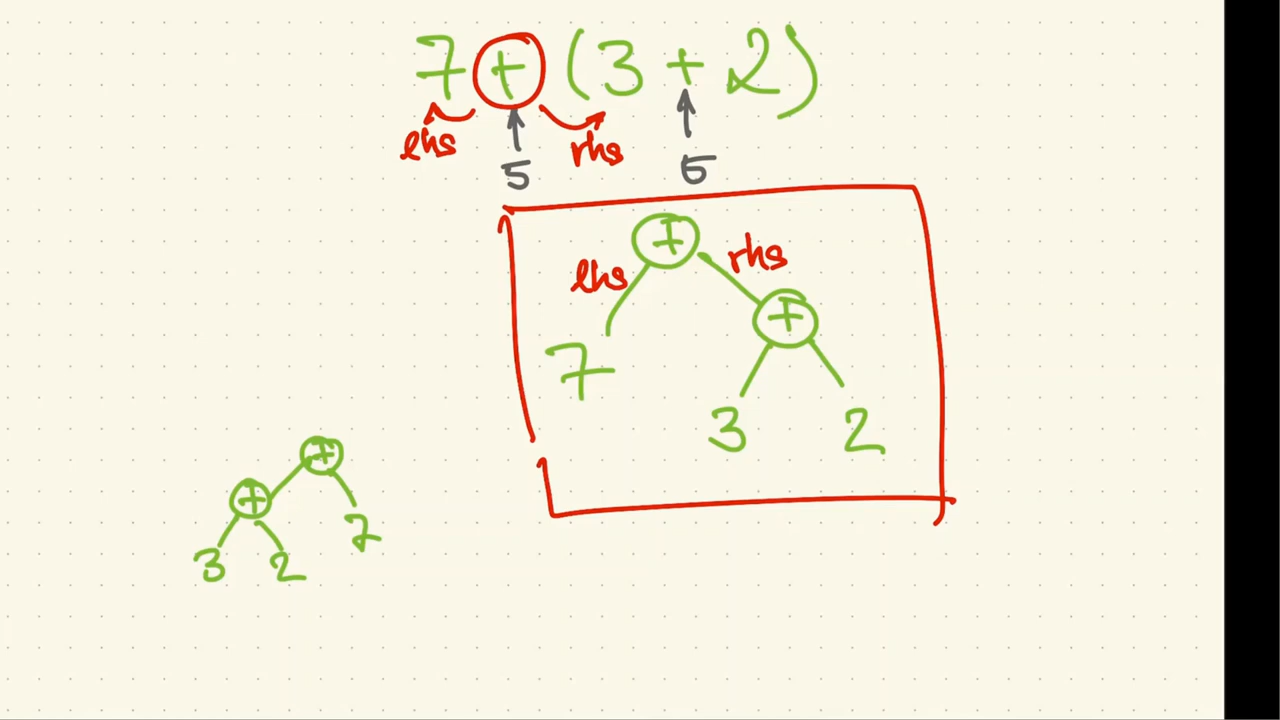 7 + (3 + 2)
lhs rhs
5 5
+
lhs rhs
+
7
3 2
+
+
3 2 7